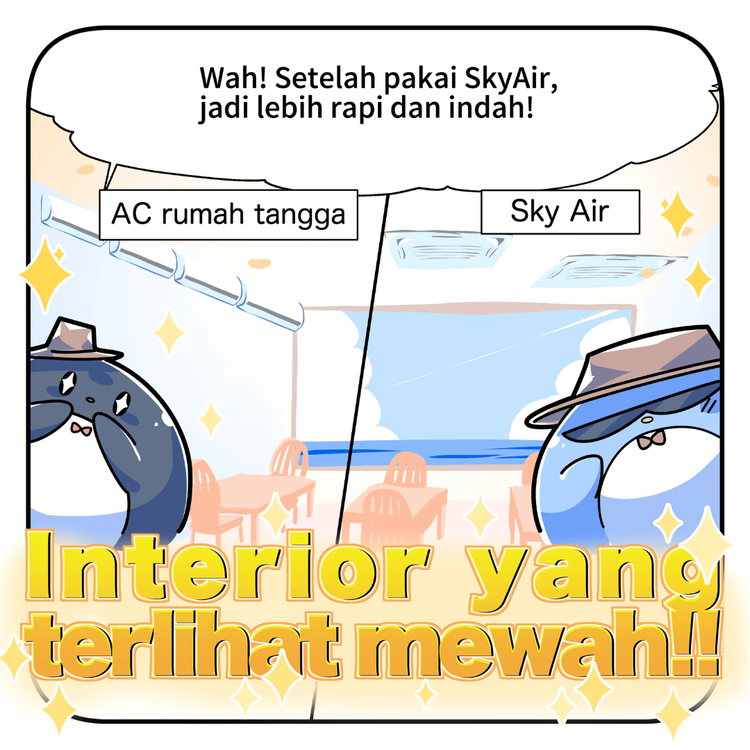 Wah! Setelah pakai SkyAir,
jadi lebih rapi dan indah!
AC rumah tangga
Sky Air
Interior yang
terlihat mewah!!